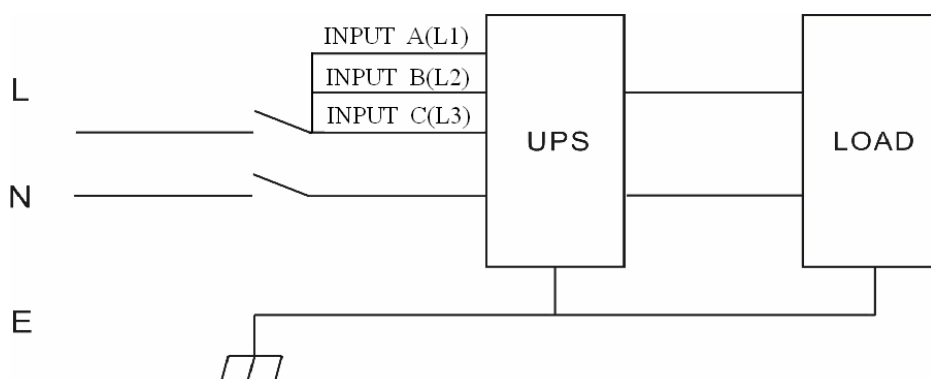 INPUT A(L1)
L
INPUT B(L2)
INPUT C(L3)
UPS
LOAD
N
E